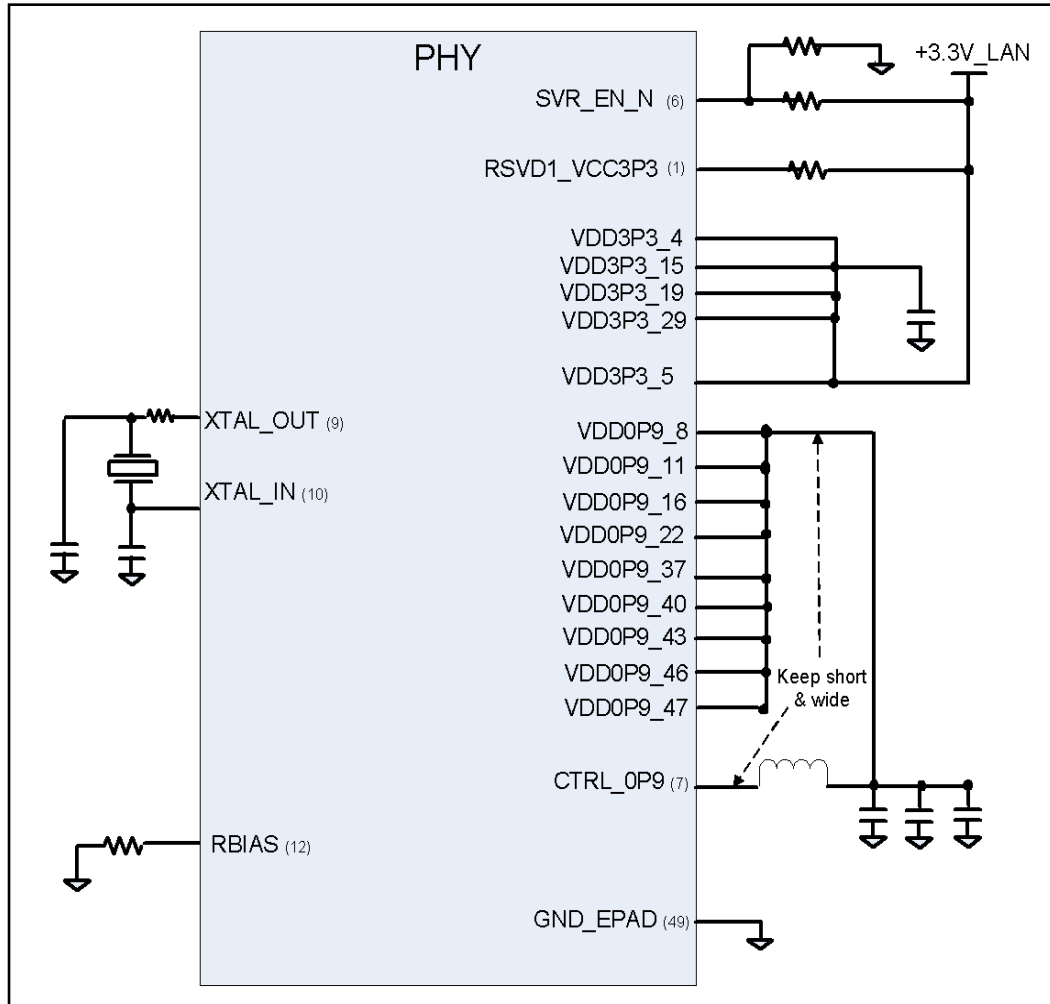 PHY
+3.3V_LAN
SVR_EN_N (6)
RSVD1_VCC3P3 (1)
VDD3P3_4
VDD3P3_15
VDD3P3_19
VDD3P3_29
VDD3P3_5
XTAL_OUT (9)
XTAL_IN (10)
VDD0P9_8
VDD0P9_11
VDD0P9_16
VDD0P9_22
VDD0P9_37
VDD0P9_40
VDD0P9_43
VDD0P9_46
VDD0P9_47
Keep short
& wide
CTRL_0P9 (7)
RBIAS (12)
GND_EPAD (49)